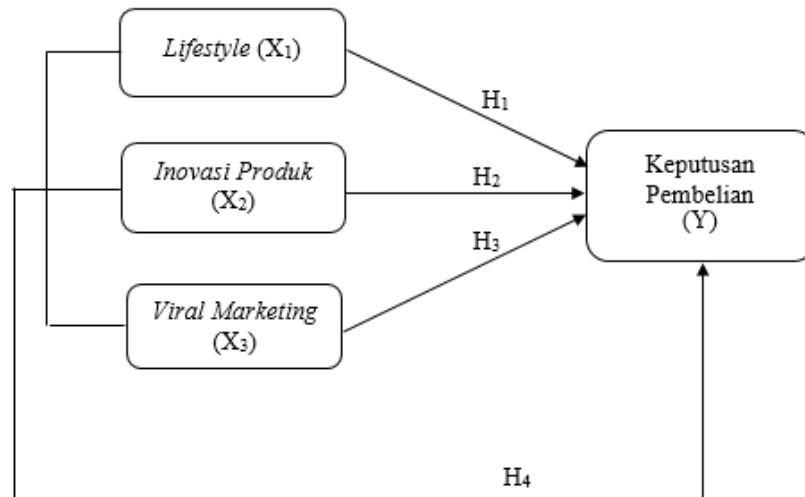 Lifestyle (X₁)
H₁
Inovasi Produk
(X₂)
H₂
Keputusan
Pembelian
(Y)
H₃
Viral Marketing
(X₃)
H₄